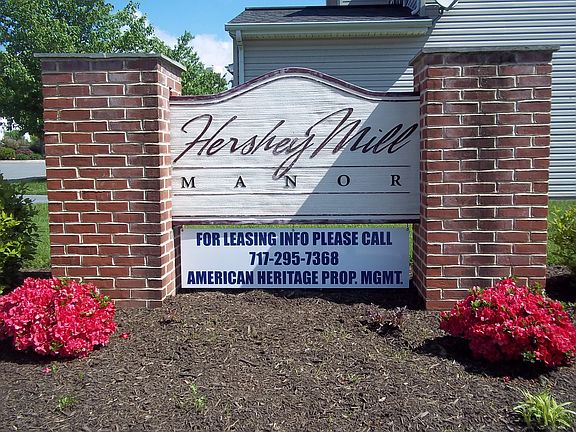 Hershey Mill
MANOR
FOR LEASING INFO PLEASE CALL
717-295-7368
AMERICAN HERITAGE PROP. MGMT.